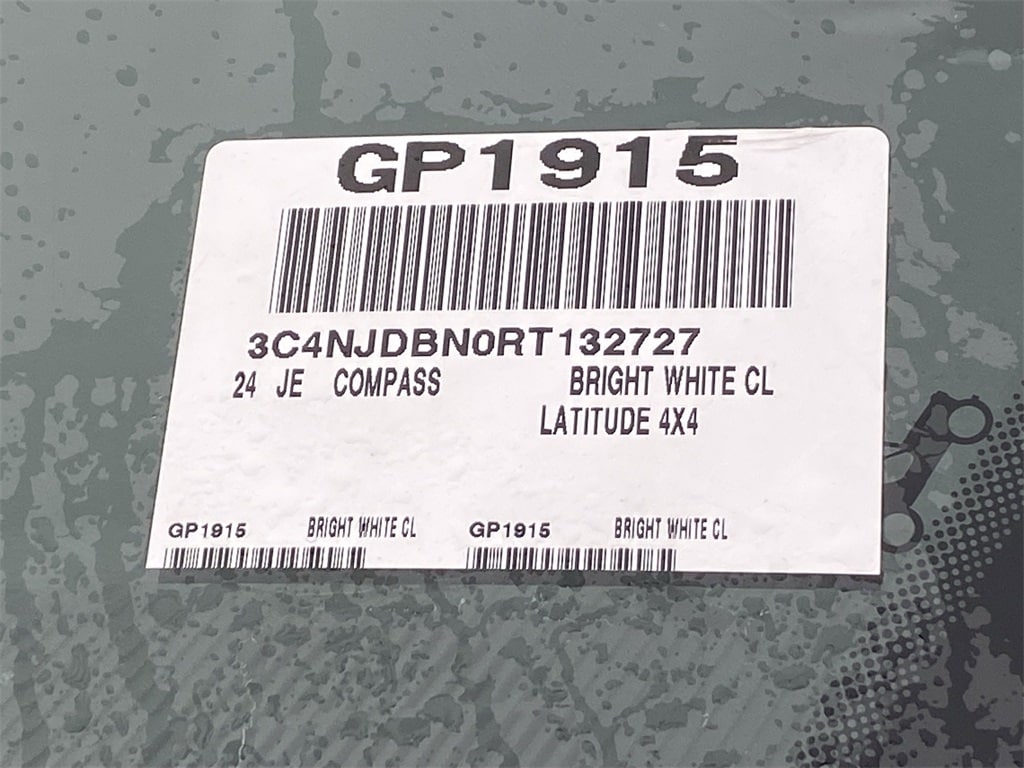 GP1915
3C4NJDBN0RT132727
24 JE COMPASS BRIGHT WHITE CL
LATITUDE 4X4
GP1915 BRIGHT WHITE CL GP1915 BRIGHT WHITE CL